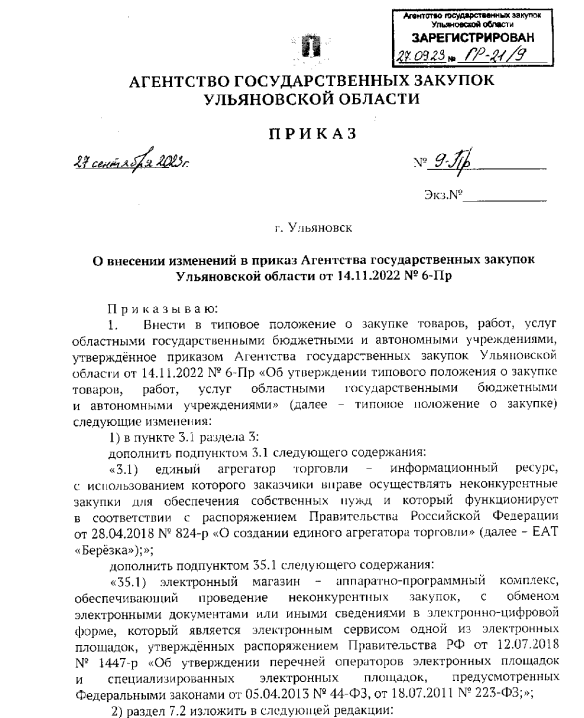 Агентство государственных закупок
Ульяновской области
ЗАРЕГИСТРИРОВАН
27.09.23 № ПР-21/9
АГЕНТСТВО ГОСУДАРСТВЕННЫХ ЗАКУПОК
УЛЬЯНОВСКОЙ ОБЛАСТИ
П Р И К А З
27 сентября 2023г. № 9-Пр
Экз.№
г. Ульяновск
О внесении изменений в приказ Агентства государственных закупок
Ульяновской области от 14.11.2022 № 6-Пр
П р и к а з ы в а ю:
1. Внести в типовое положение о закупке товаров, работ, услуг
областными государственными бюджетными и автономными учреждениями,
утверждённое приказом Агентства государственных закупок Ульяновской
области от 14.11.2022 № 6-Пр «Об утверждении типового положения о закупке
товаров, работ, услуг областными государственными бюджетными
и автономными учреждениями» (далее – типовое положение о закупке)
следующие изменения:
1) в пункте 3.1 раздела 3:
дополнить подпунктом 3.1 следующего содержания:
«3.1) единый агрегатор торговли – информационный ресурс,
с использованием которого заказчики вправе осуществлять неконкурентные
закупки для обеспечения собственных нужд и который функционирует
в соответствии с распоряжением Правительства Российской Федерации
от 28.04.2018 № 824-р «О создании единого агрегатора торговли» (далее – ЕАТ
«Берёзка»);»;
дополнить подпунктом 35.1 следующего содержания:
«35.1) электронный магазин – аппаратно-программный комплекс,
обеспечивающий проведение неконкурентных закупок, с обменом
электронными документами или иными сведениями в электронно-цифровой
форме, который является электронным сервисом одной из электронных
площадок, утверждённых распоряжением Правительства РФ от 12.07.2018
№ 1447-р «Об утверждении перечней операторов электронных площадок
и специализированных электронных площадок, предусмотренных
Федеральными законами от 05.04.2013 № 44-ФЗ, от 18.07.2011 № 223-ФЗ;»;
2) раздел 7.2 изложить в следующей редакции: